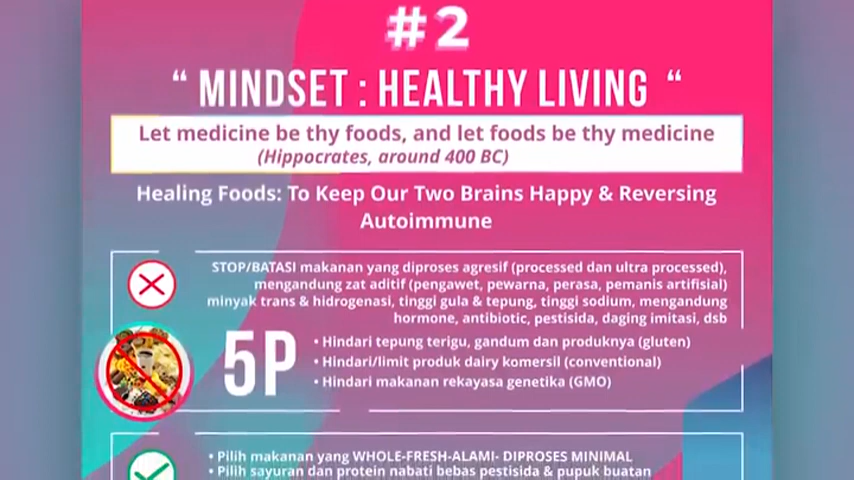 #2
“ MINDSET : HEALTHY LIVING “
Let medicine be thy foods, and let foods be thy medicine
(Hippocrates, around 400 BC)
Healing Foods: To Keep Our Two Brains Happy & Reversing
Autoimmune
STOP/BATASI makanan yang diproses agresif (processed dan ultra processed),
mengandung zat aditif (pengawet, pewarna, perasa, pemanis artifisial)
minyak trans & hidrogenasi, tinggi gula & tepung, tinggi sodium, mengandung
hormone, antibiotic, pestisida, daging imitasi, dsb
5P
• Hindari tepung terigu, gandum dan produknya (gluten)
• Hindari/limit produk dairy komersil (conventional)
• Hindari makanan rekayasa genetika (GMO)
• Pilih makanan yang WHOLE-FRESH-ALAMI- DIPROSES MINIMAL
• Pilih sayuran dan protein nabati bebas pestisida & pupuk buatan